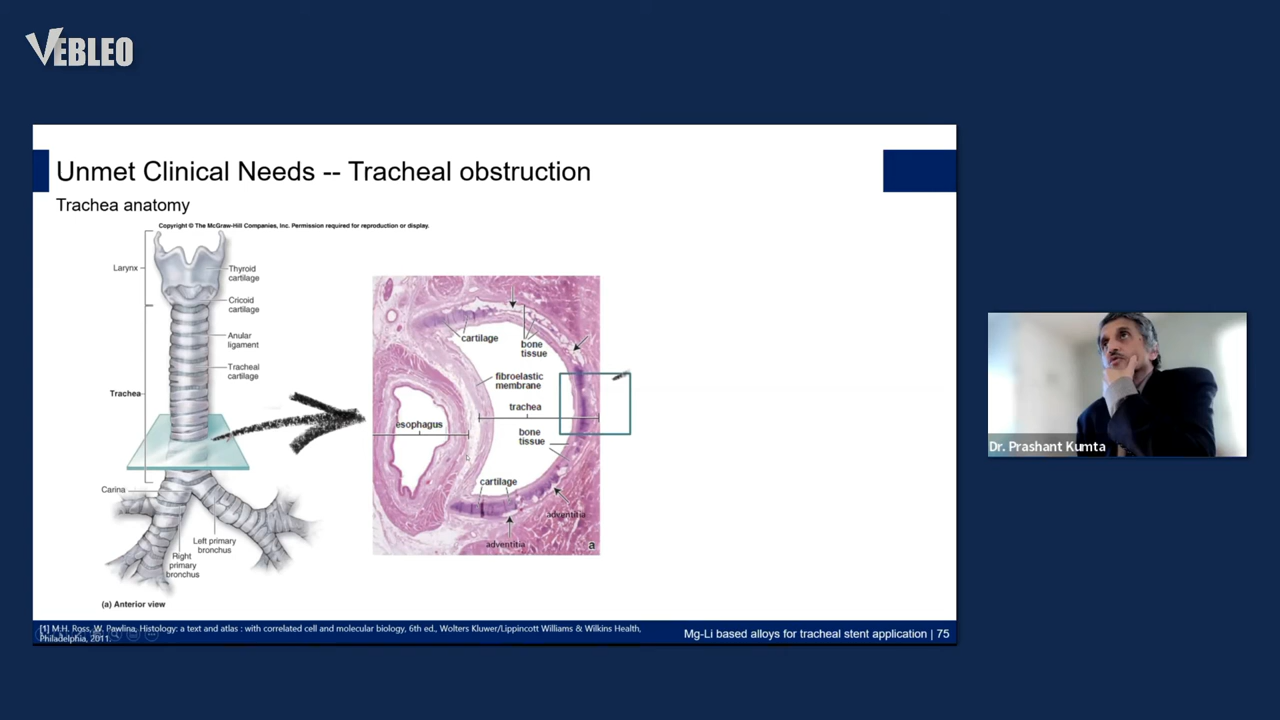 VEBLEO
Unmet Clinical Needs -- Tracheal obstruction
Trachea anatomy
Copyright © The McGraw-Hill Companies, Inc. Permission required for reproduction or display.
Larynx
Thyroid
cartilage
Cricoid
cartilage
Anular
ligament
Tracheal
cartilage
Trachea
Carina
Left primary
bronchus
Right
primary
bronchus
(a) Anterior view
cartilage
bone
tissue
fibroelastic
membrane
trachea
esophagus
bone
tissue
cartilage
adventitia
adventitia
a
Dr. Prashant Kumta
[1] M.H. Ross, W. Pawlina, Histology: a text and atlas : with correlated cell and molecular biology, 6th ed., Wolters Kluwer/Lippincott Williams & Wilkins Health,
Philadelphia, 2011.
Mg-Li based alloys for tracheal stent application | 75